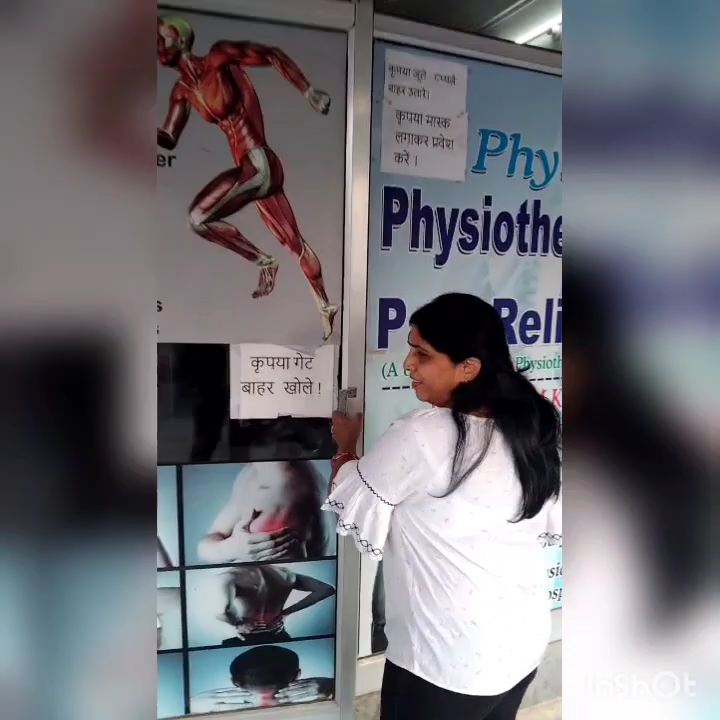 er
कृपया गेट
बाहर खोले !
कृपया जुते - चप्पले
बाहर उतारे।
कृपया मास्क
लगाकर प्रवेश
करें ।
Phy
Physiothe
Reli
(A
Physioth
InShOt